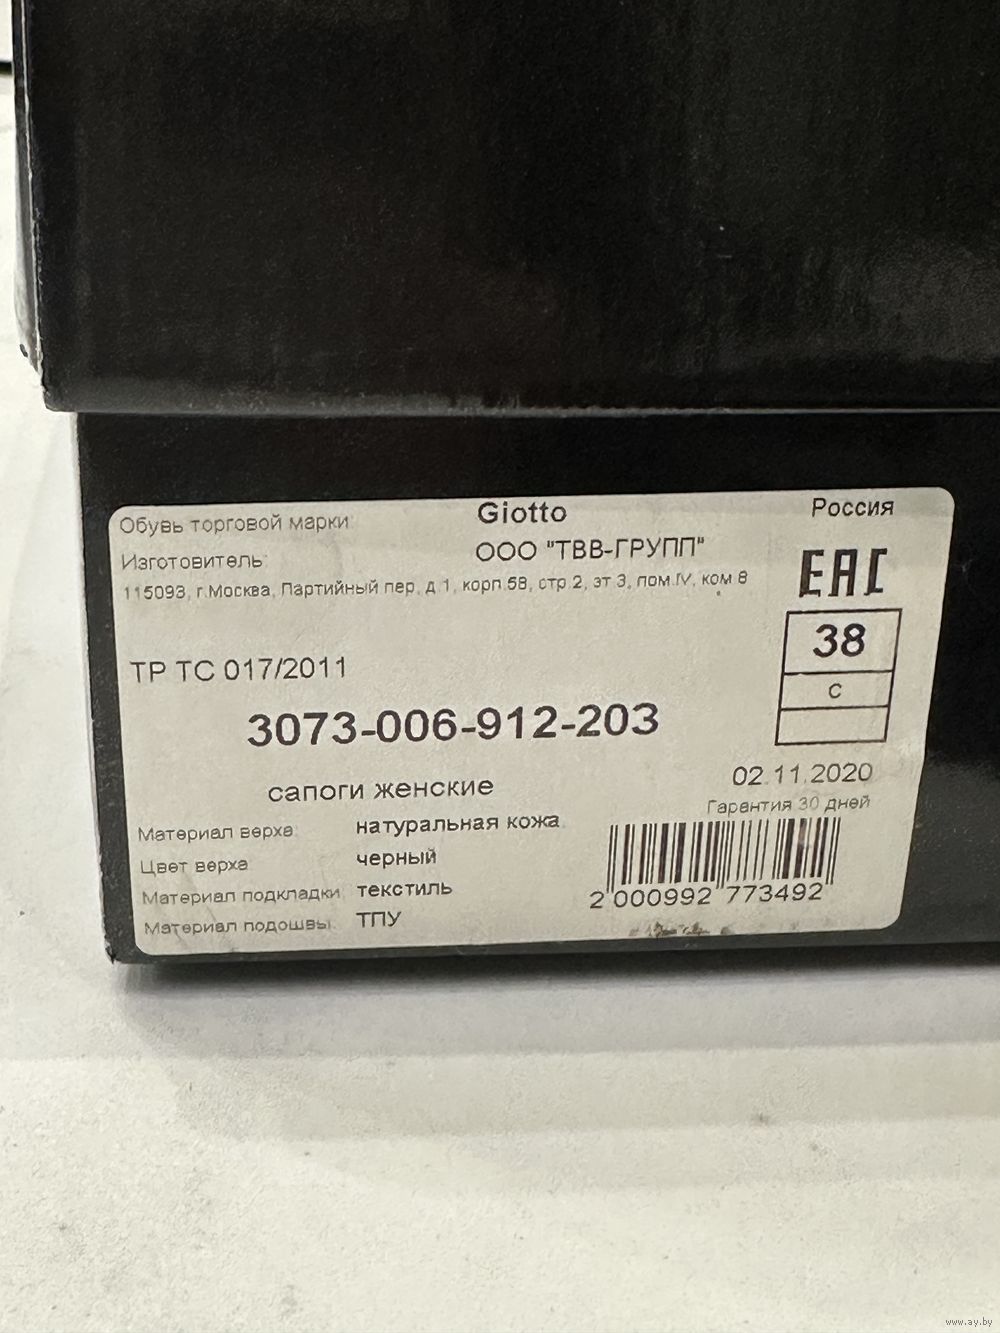 Обувь торговой марки: Giotto Россия
Изготовитель: ООО "ТВВ-ГРУПП"
115093, г.Москва, Партийный пер, д 1, корп.58, стр 2, эт 3, пом.IV, ком 8
EAC
38
ТР ТС 017/2011
С
3073-006-912-203
сапоги женские
02.11.2020
Гарантия 30 дней
Материал верха: натуральная кожа
Цвет верха черный
Материал подкладки: текстиль
Материал подошвы: ТПУ
2 000992 773492
www.ay.by